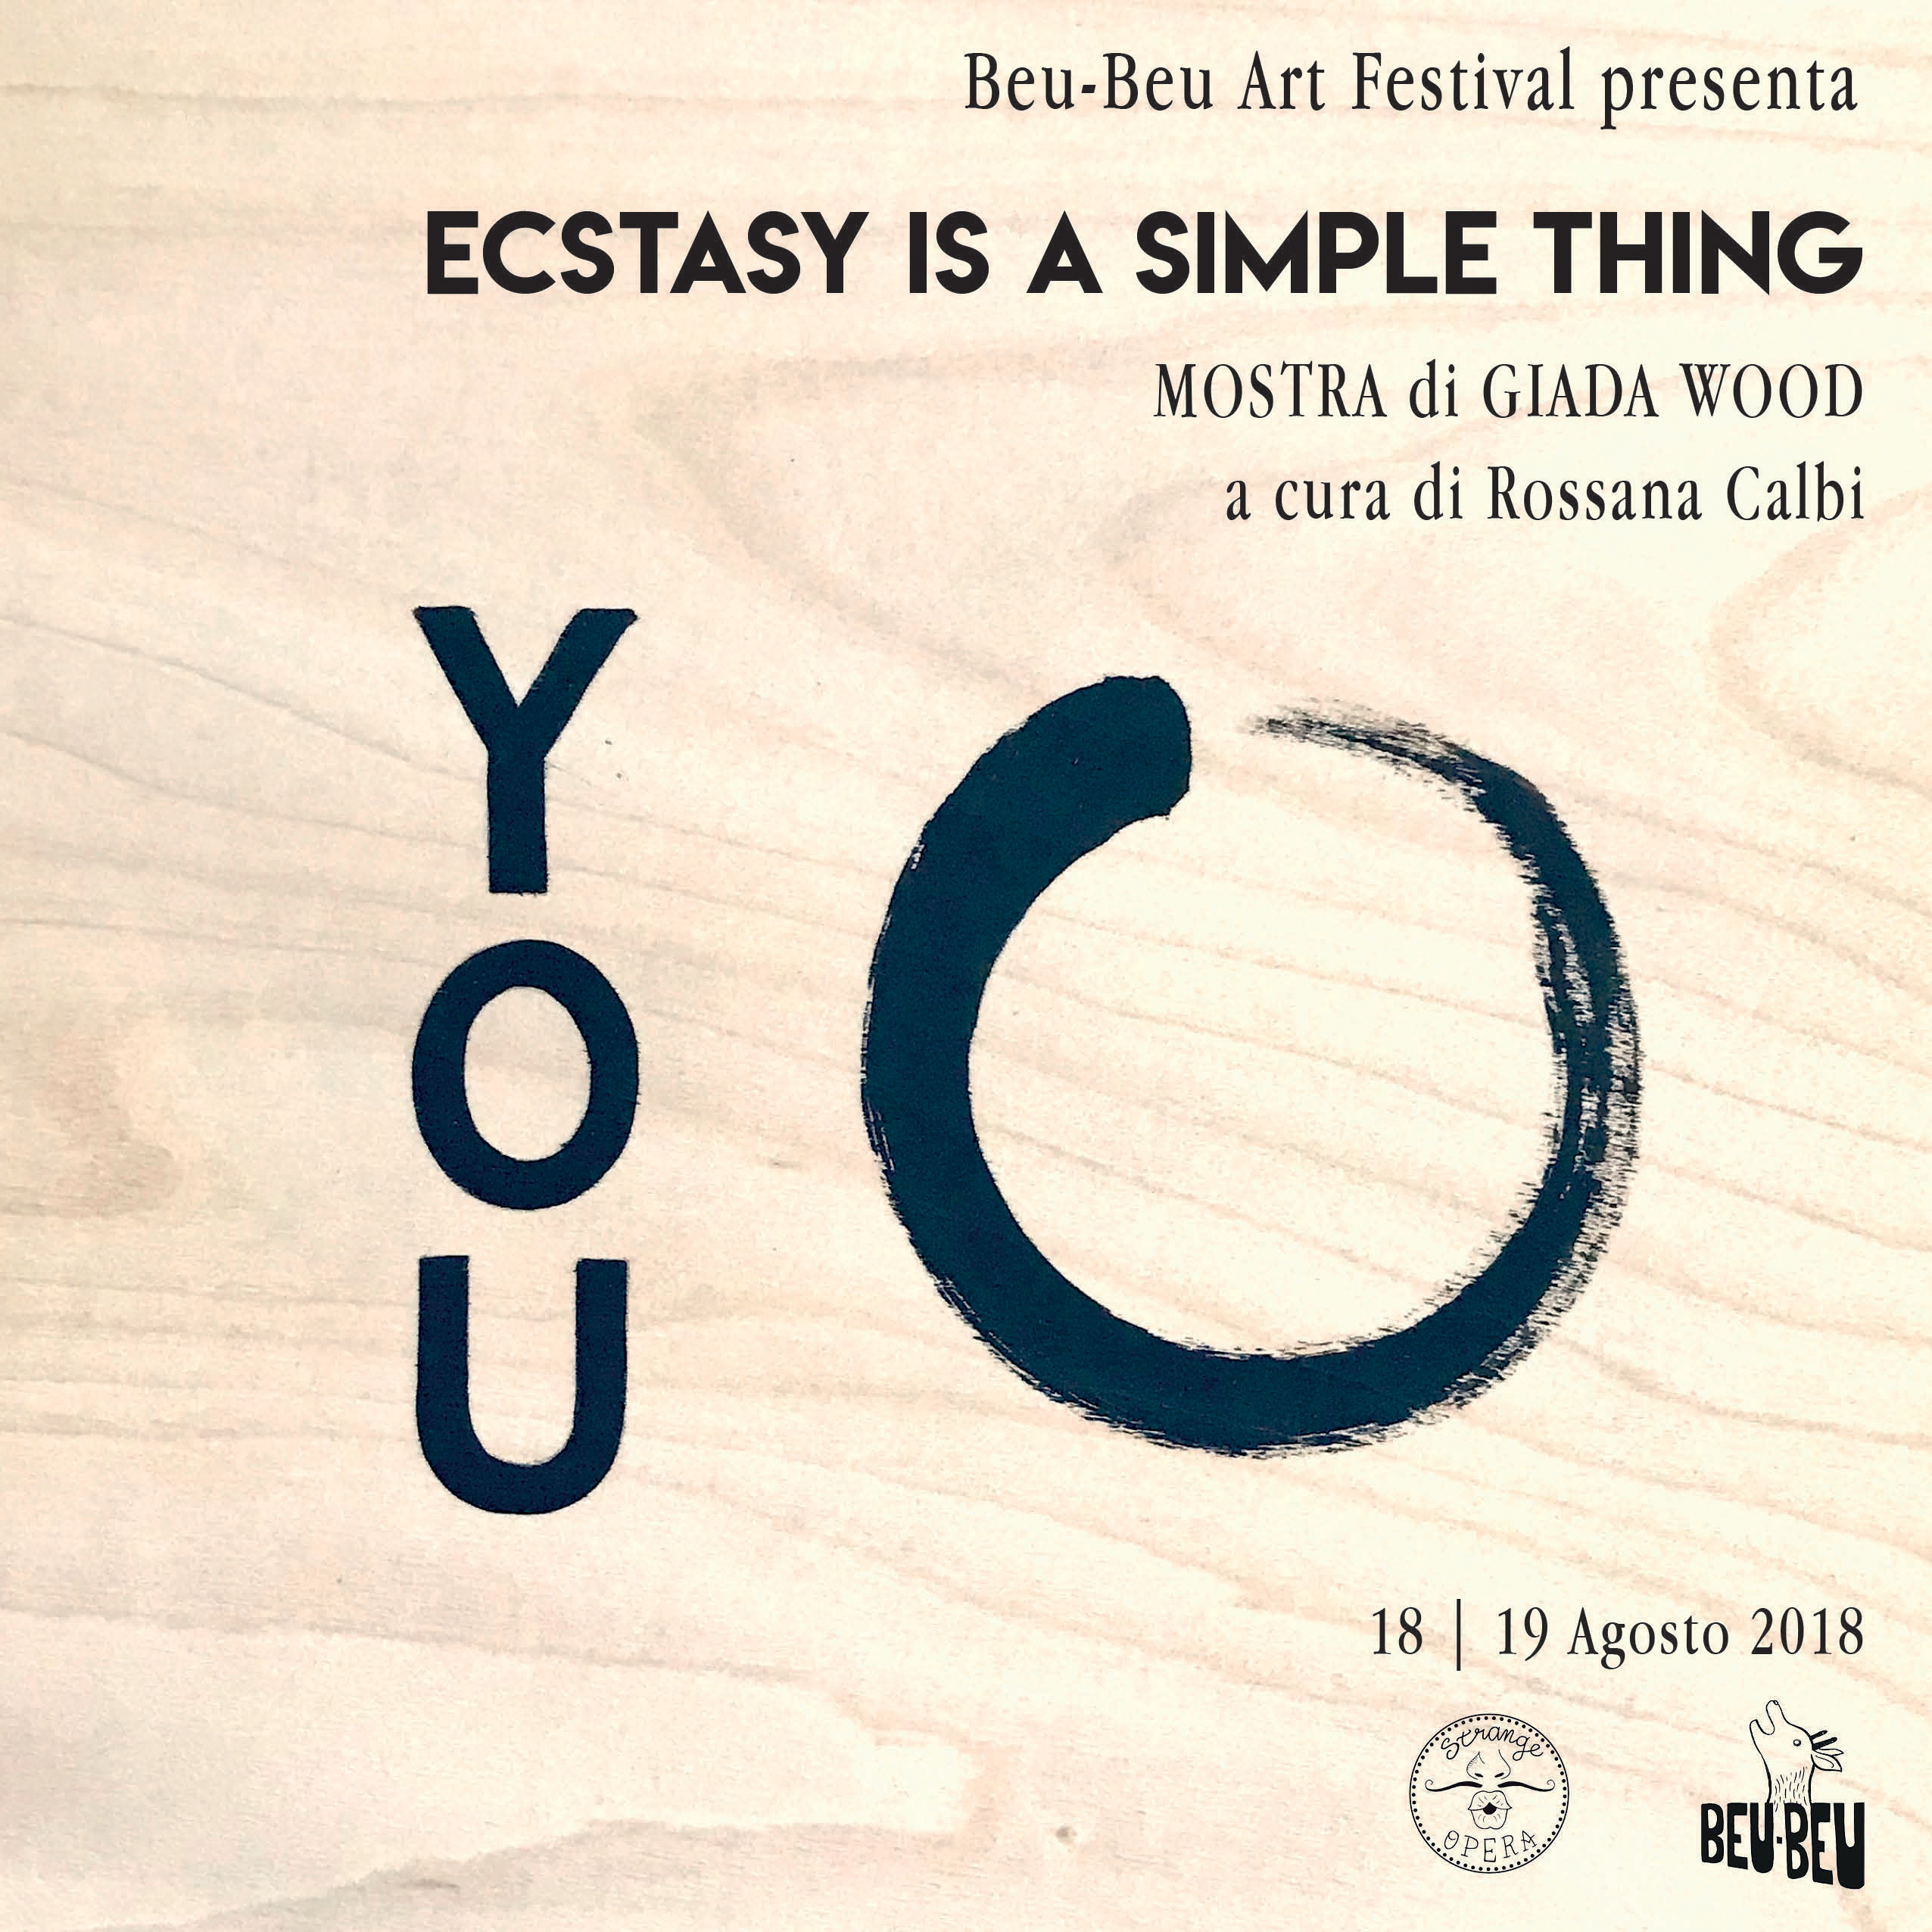 Beu-Beu Art Festival presenta
ECSTASY IS A SIMPLE THING
MOSTRA di GIADA WOOD
a cura di Rossana Calbi
Y
O
U
18 | 19 Agosto 2018
Strange
OPERA
BEU-BEU